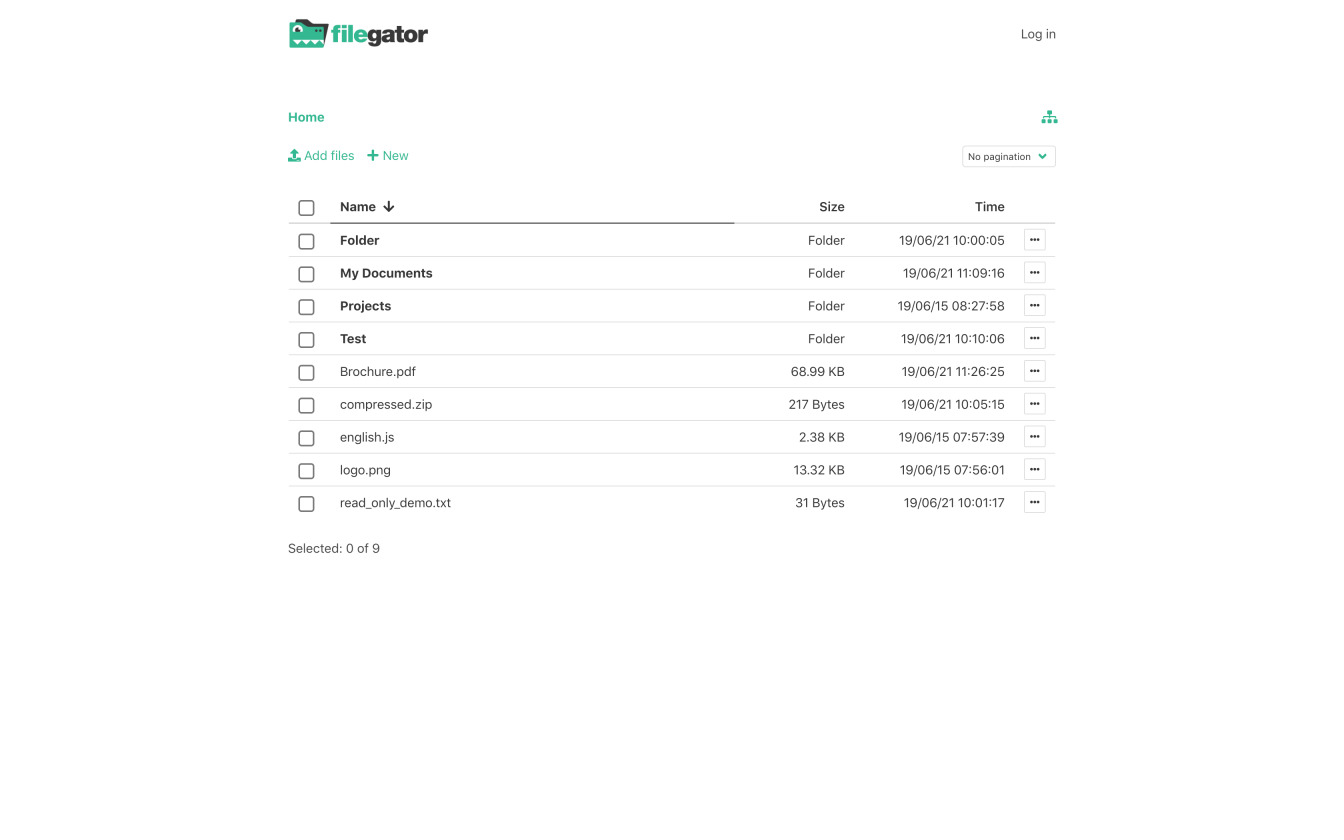 filegator
Log in
Home
Add files New
No pagination
Name Size Time
Folder Folder 19/06/21 10:00:05
My Documents Folder 19/06/21 11:09:16
Projects Folder 19/06/15 08:27:58
Test Folder 19/06/21 10:10:06
Brochure.pdf 68.99 KB 19/06/21 11:26:25
compressed.zip 217 Bytes 19/06/21 10:05:15
english.js 2.38 KB 19/06/15 07:57:39
logo.png 13.32 KB 19/06/15 07:56:01
read_only_demo.txt 31 Bytes 19/06/21 10:01:17
Selected: 0 of 9